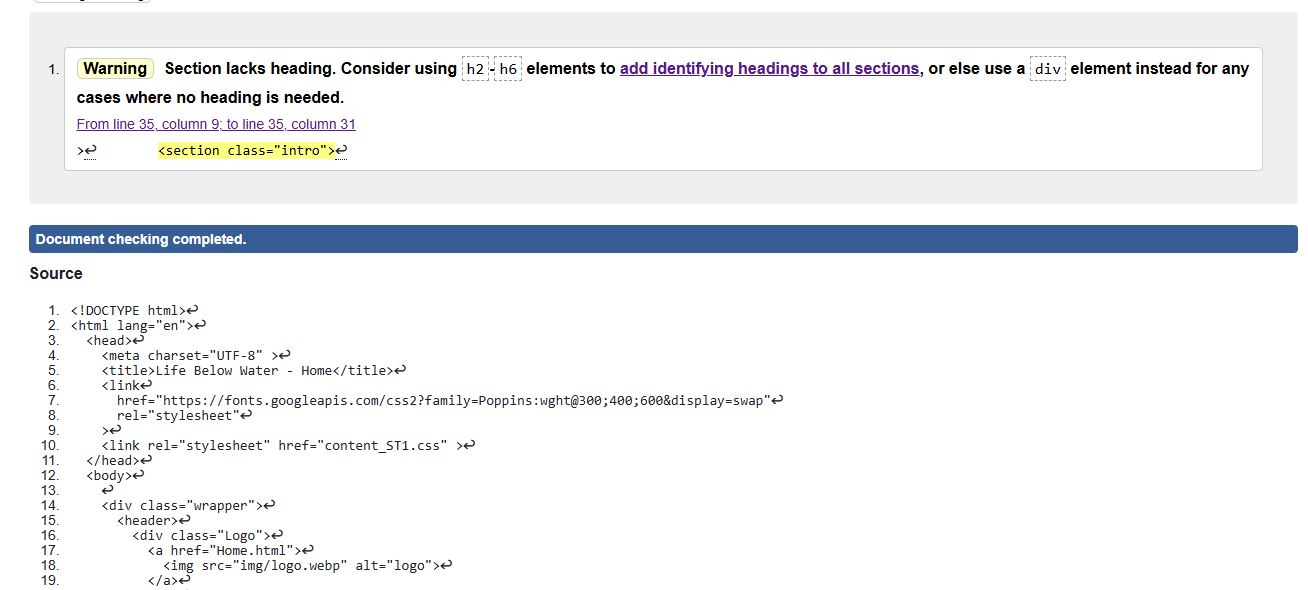 1. Warning Section lacks heading. Consider using h2-h6 elements to add identifying headings to all sections, or else use a div element instead for any
cases where no heading is needed.
From line 35, column 9; to line 35, column 31
>↩ <section class="intro">↩
Document checking completed.
Source
1. <!DOCTYPE html>↩
2. <html lang="en">↩
3. <head>↩
4. <meta charset="UTF-8" >↩
5. <title>Life Below Water - Home</title>↩
6. <link↩
7. href="https://fonts.googleapis.com/css2?family=Poppins:wght@300;400;600&display=swap"↩
8. rel="stylesheet"↩
9. >↩
10. <link rel="stylesheet" href="content_ST1.css" >↩
11. </head>↩
12. <body>↩
13. ↩
14. <div class="wrapper">↩
15. <header>↩
16. <div class="Logo">↩
17. <a href="Home.html">↩
18. <img src="img/logo.webp" alt="logo">↩
19. </a>↩